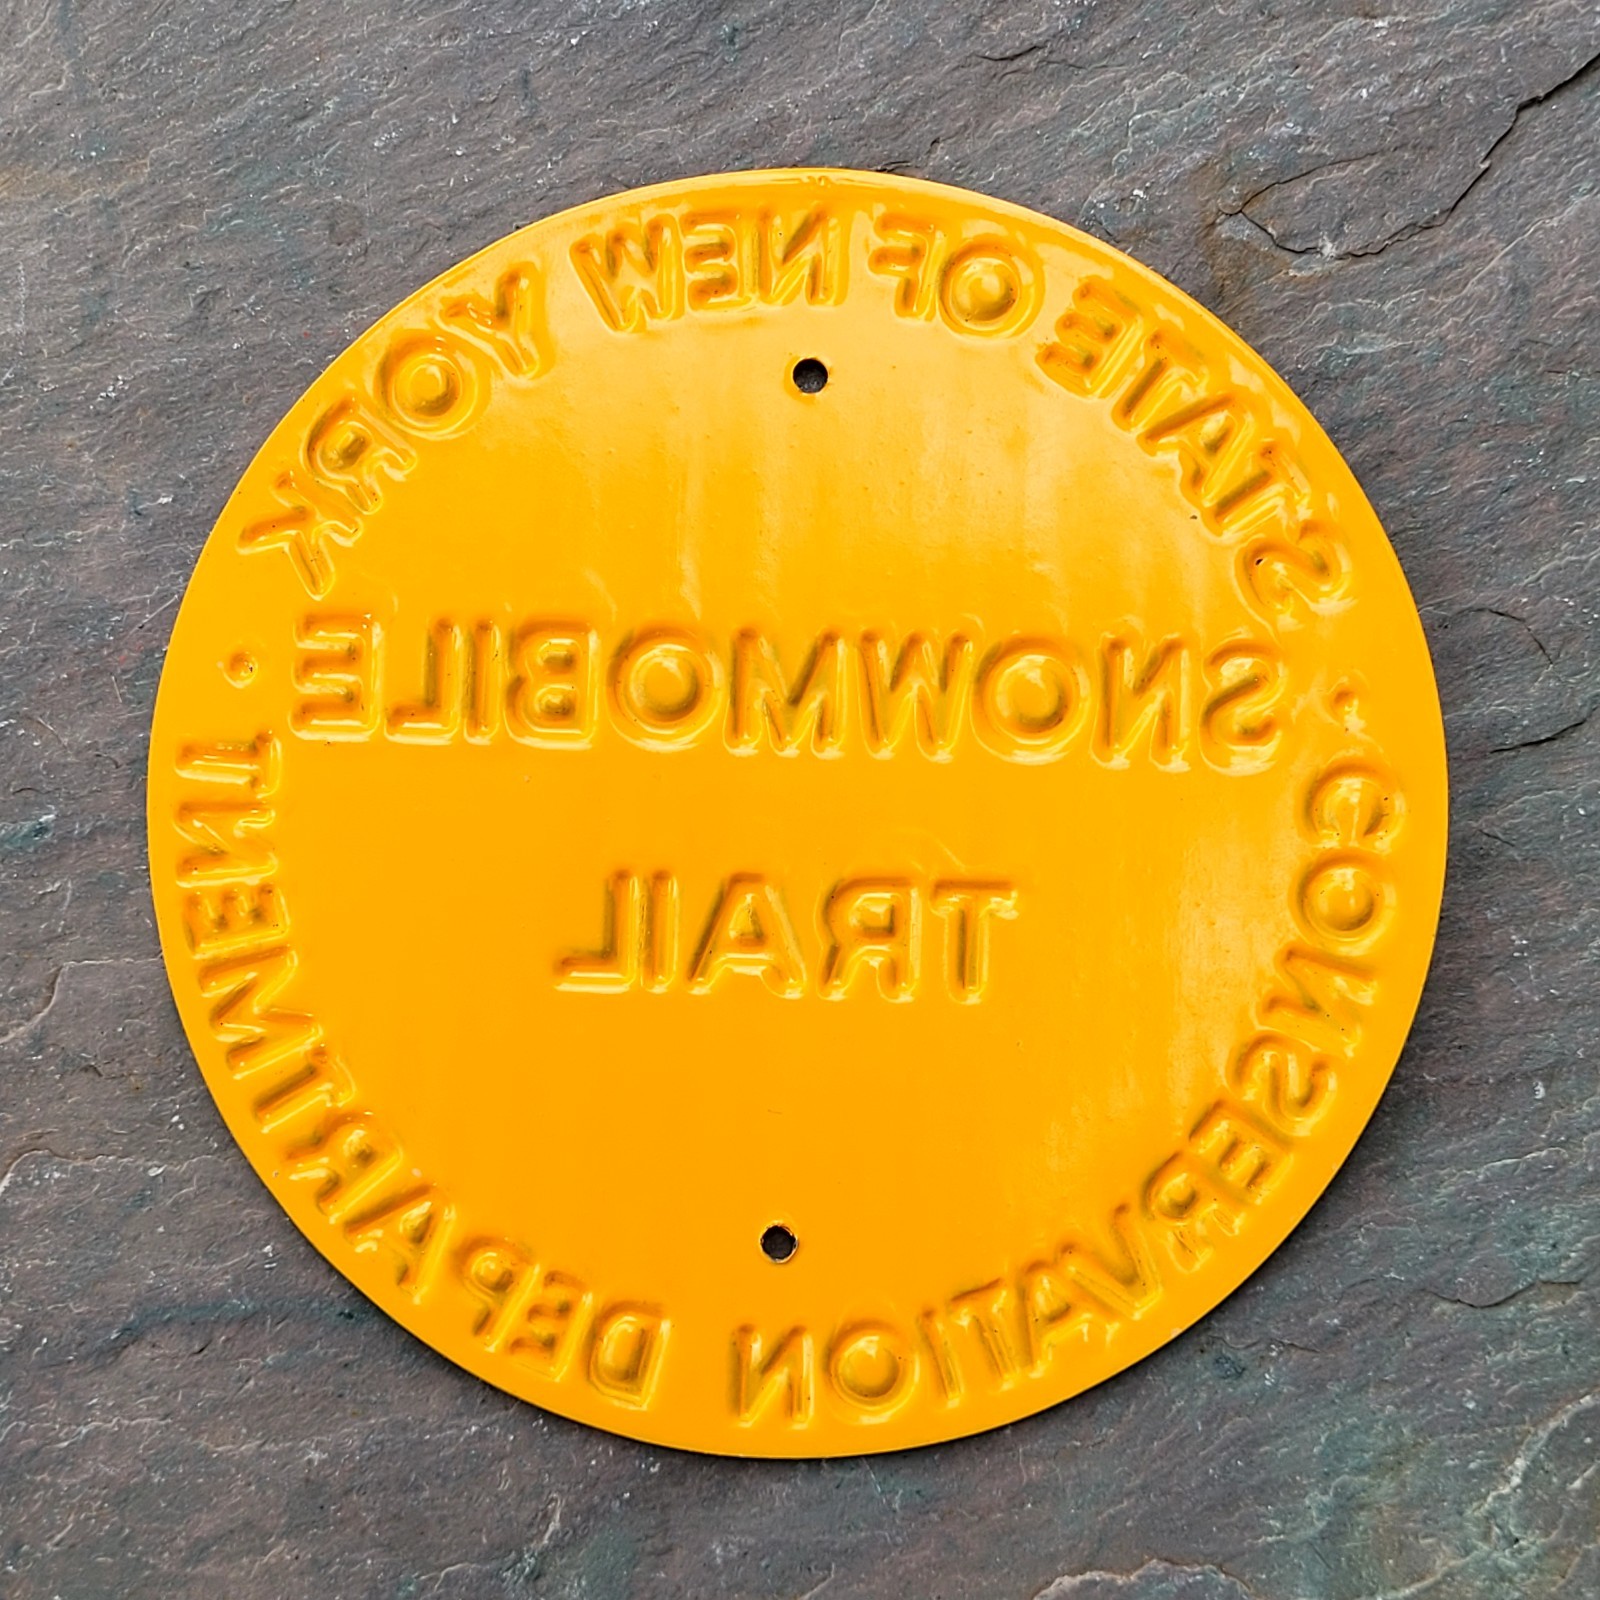 STATE OF NEW YORK
SNOWMOBILE
TRAIL
· CONSERVATION DEPARTMENT ·